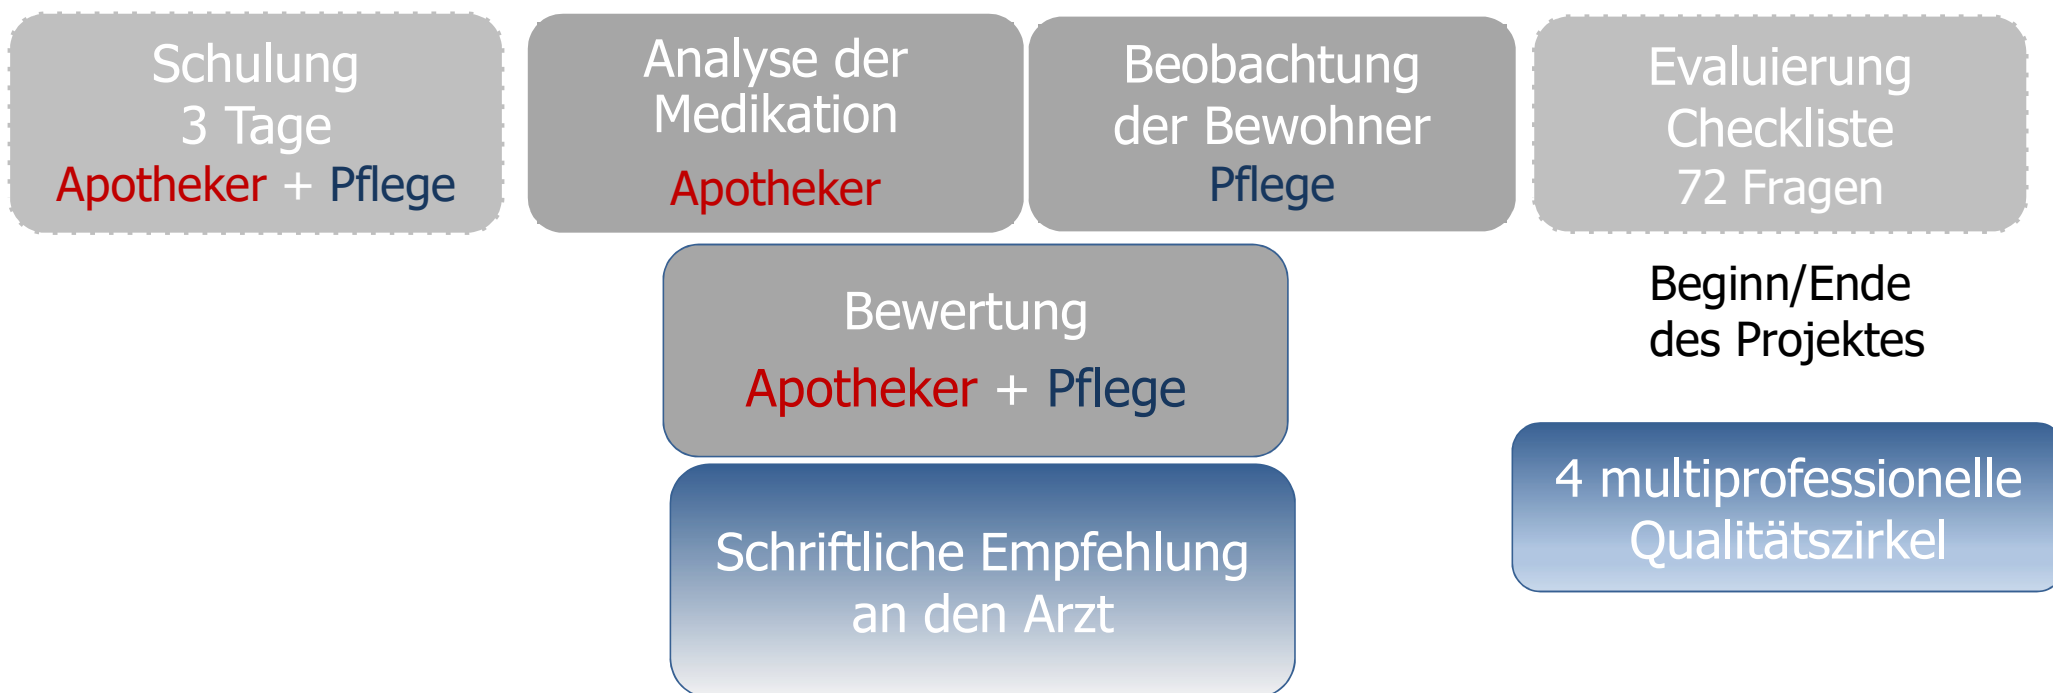 Schulung
3 Tage
Apotheker + Pflege
Analyse der
Medikation
Apotheker
Beobachtung
der Bewohner
Pflege
Evaluierung
Checkliste
72 Fragen
Beginn/Ende
des Projektes
Bewertung
Apotheker + Pflege
Schriftliche Empfehlung
an den Arzt
4 multiprofessionelle
Qualitätszirkel